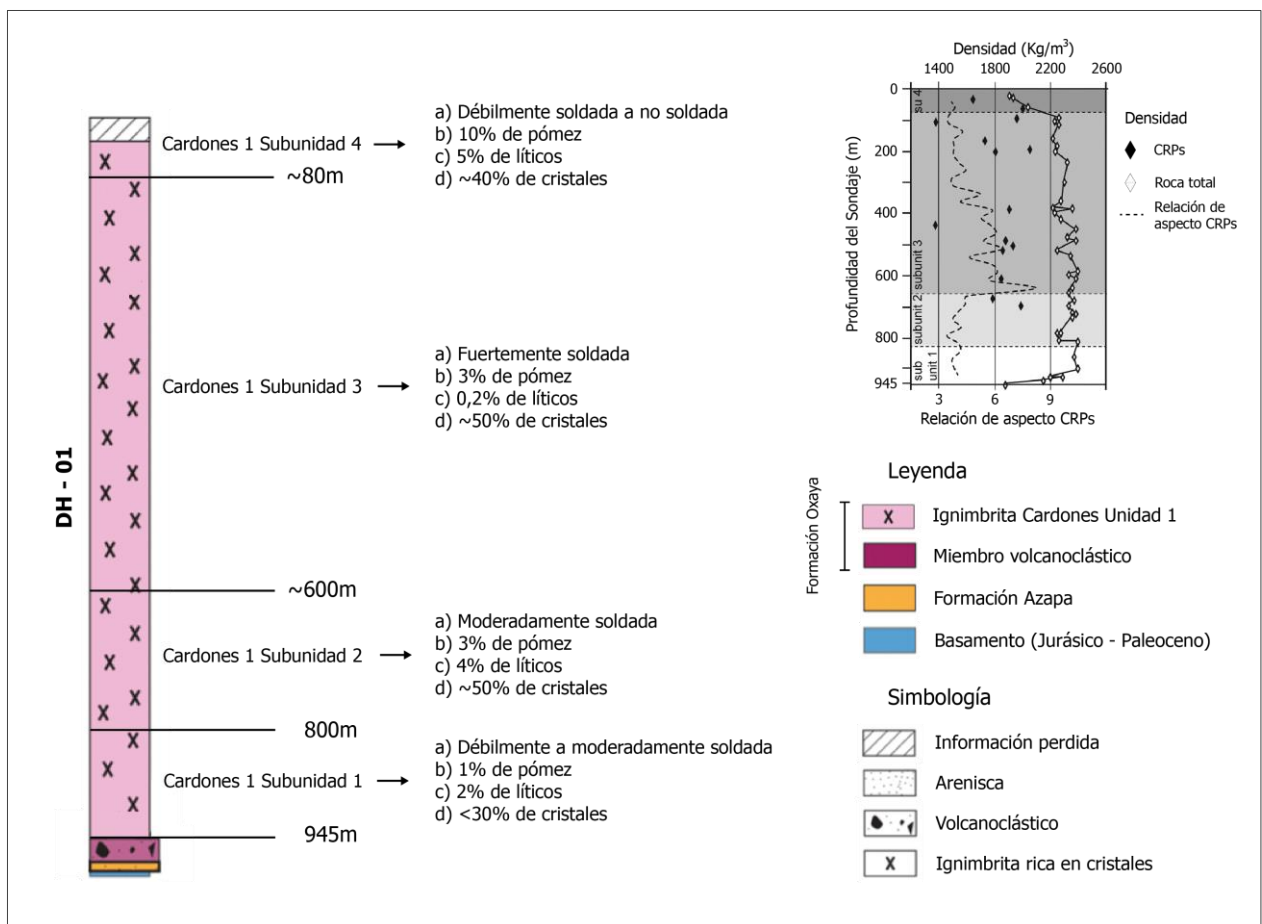 DH - 01
Cardones 1 Subunidad 4
a) Débilmente soldada a no soldada
b) 10% de pómez
c) 5% de líticos
d) ~40% de cristales
~80m
Cardones 1 Subunidad 3
a) Fuertemente soldada
b) 3% de pómez
c) 0,2% de líticos
d) ~50% de cristales
~600m
Cardones 1 Subunidad 2
a) Moderadamente soldada
b) 3% de pómez
c) 4% de líticos
d) ~50% de cristales
800m
Cardones 1 Subunidad 1
a) Débilmente a moderadamente soldada
b) 1% de pómez
c) 2% de líticos
d) <30% de cristales
945m
Densidad (Kg/m³)
1400 1800 2200 2600
Profundidad del Sondaje (m)
0
200
400
600
800
945
su 4
subunit 3
subunit 2
sub
unit 1
3 6 9
Relación de aspecto CRPs
Densidad
CRPs
Roca total
Relación de
aspecto CRPs
Leyenda
Formación Oxaya
X Ignimbrita Cardones Unidad 1
Miembro volcanoclástico
Formación Azapa
Basamento (Jurásico - Paleoceno)
Simbología
Información perdida
Arenisca
Volcanoclástico
X Ignimbrita rica en cristales